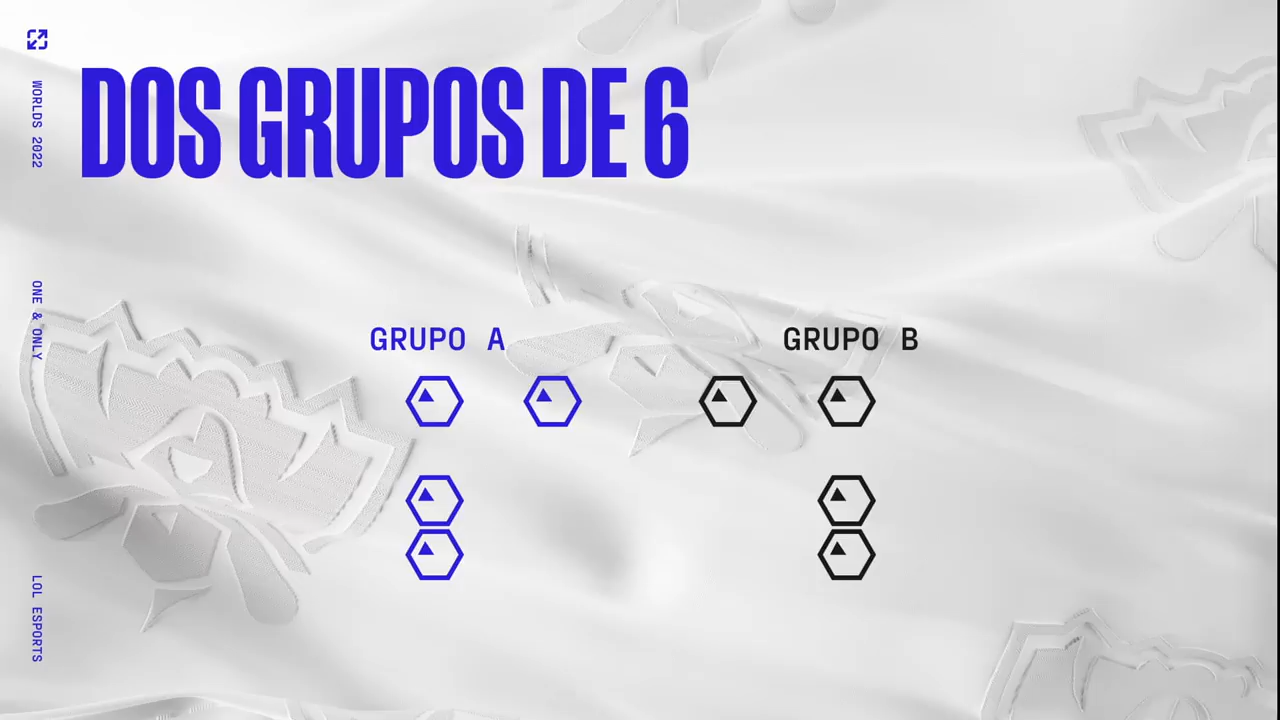 DOS GRUPOS DE 6
WORLDS 2022
ONE & ONLY
LOL ESPORTS
GRUPO A
GRUPO B